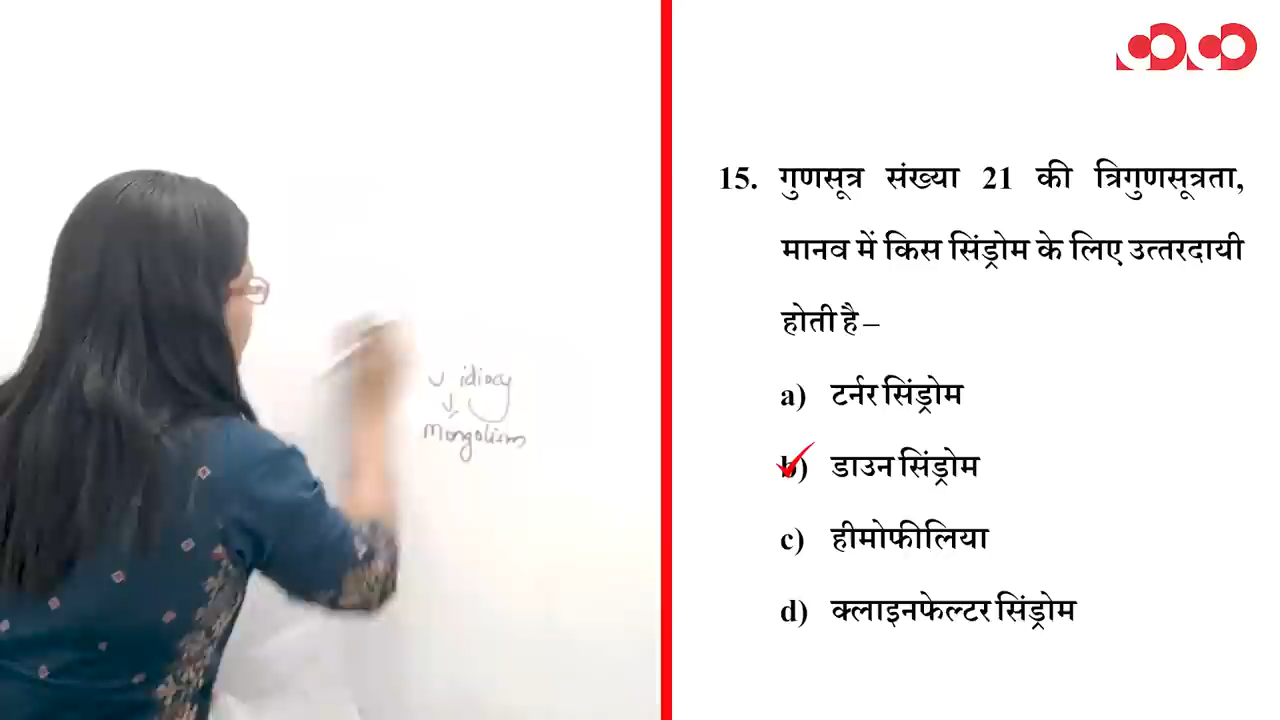 idiocy
Mongolism
15. गुणसूत्र संख्या 21 की त्रिगुणसूत्रता,
मानव में किस सिंड्रोम के लिए उत्तरदायी
होती है –
a) टर्नर सिंड्रोम
b) डाउन सिंड्रोम
c) हीमोफीलिया
d) क्लाइनफेल्टर सिंड्रोम